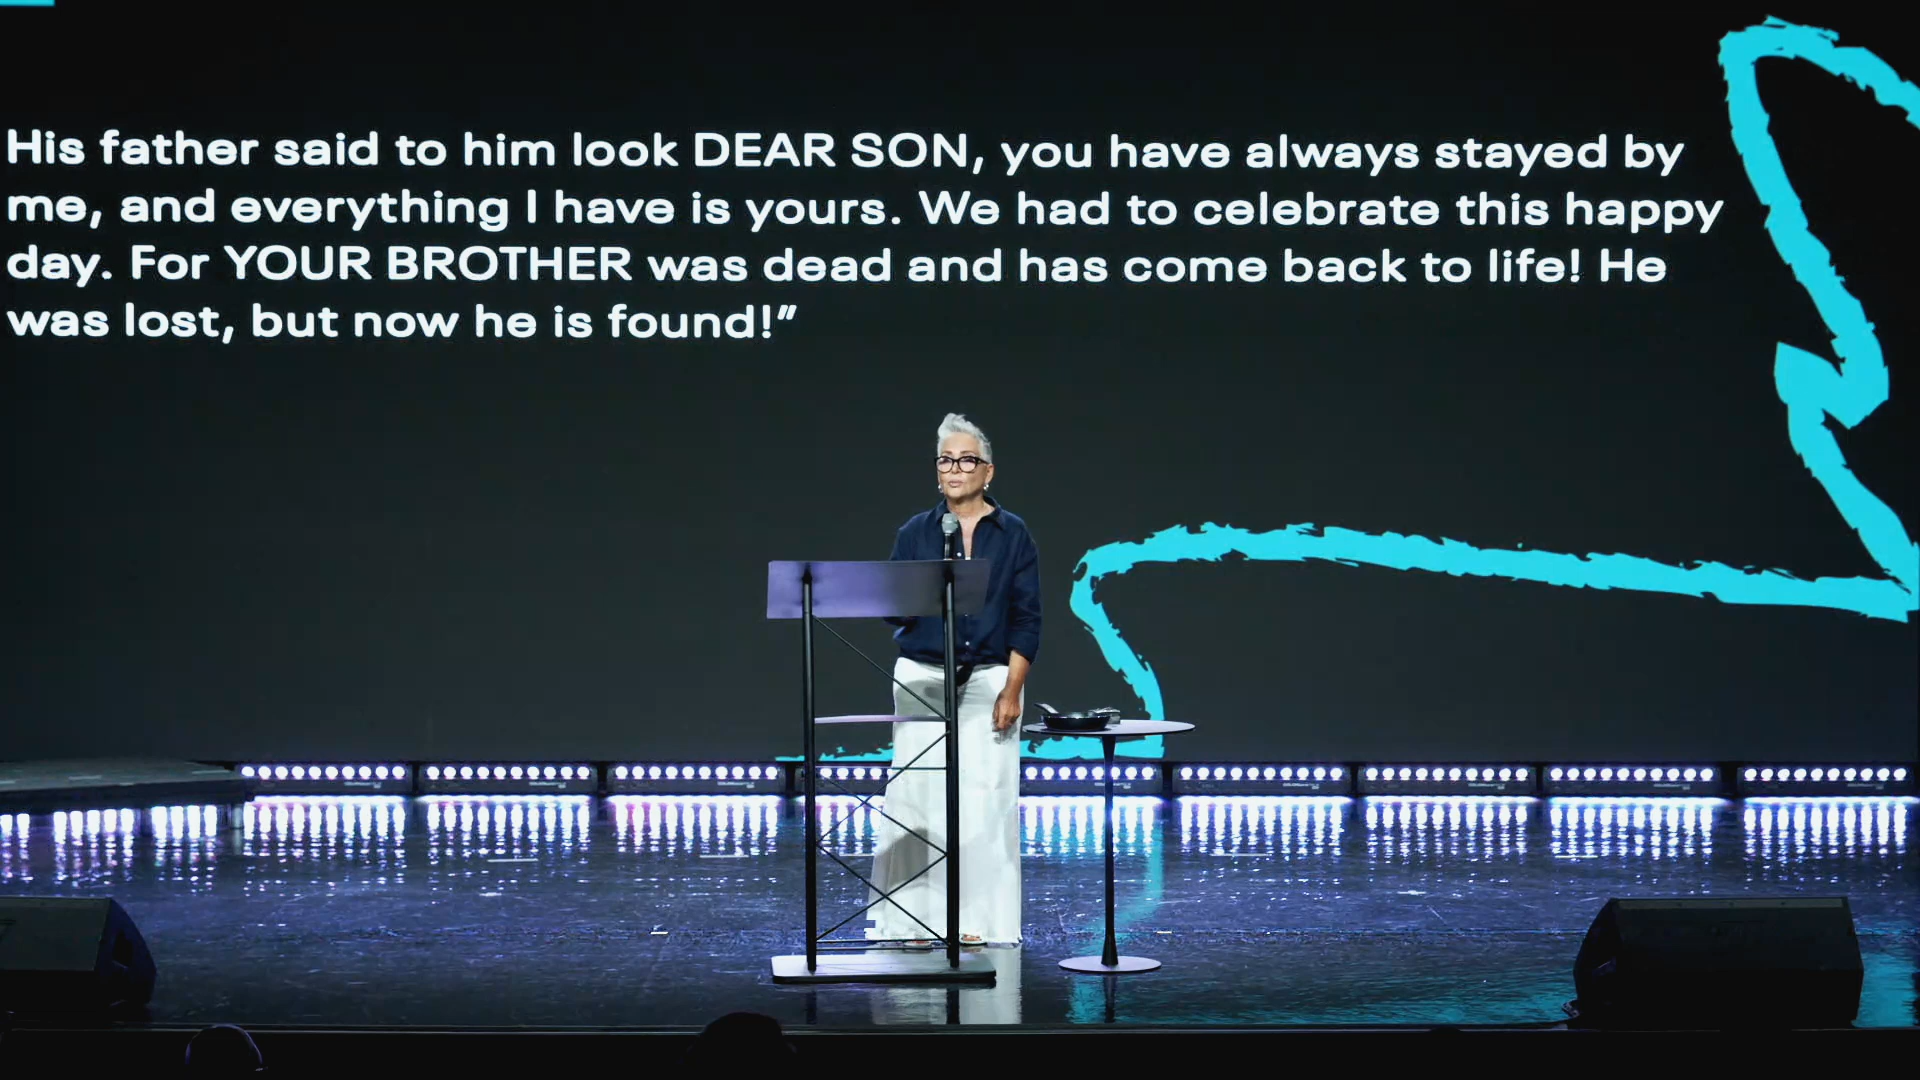 His father said to him look DEAR SON, you have always stayed by
me, and everything I have is yours. We had to celebrate this happy
day. For YOUR BROTHER was dead and has come back to life! He
was lost, but now he is found!”